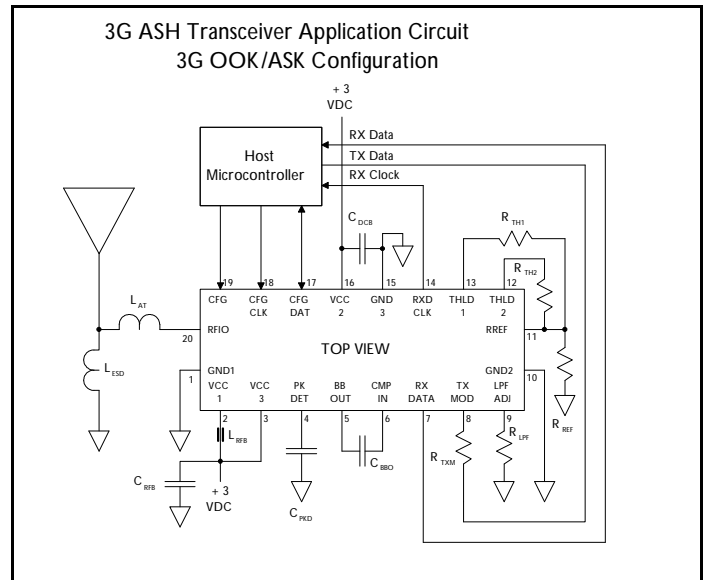 3G ASH Transceiver Application Circuit
3G OOK/ASK Configuration
+ 3
VDC
RX Data
TX Data
RX Clock
Host
Microcontroller
C DCB
R TH1
R TH2
19 18 17 16 15 14 13 12
CFG CFG CLK CFG DAT VCC 2 GND 3 RXD CLK THLD 1 THLD 2
L AT
20
RFIO
RREF
11
TOP VIEW
L ESD
1
GND1
GND2
10
VCC 1 VCC 3 PK DET BB OUT CMP IN RX DATA TX MOD LPF ADJ
2 3 4 5 6 7 8 9
R REF
L RFB
C RFB
+ 3
VDC
C PKD
C BBO
R TXM
R LPF